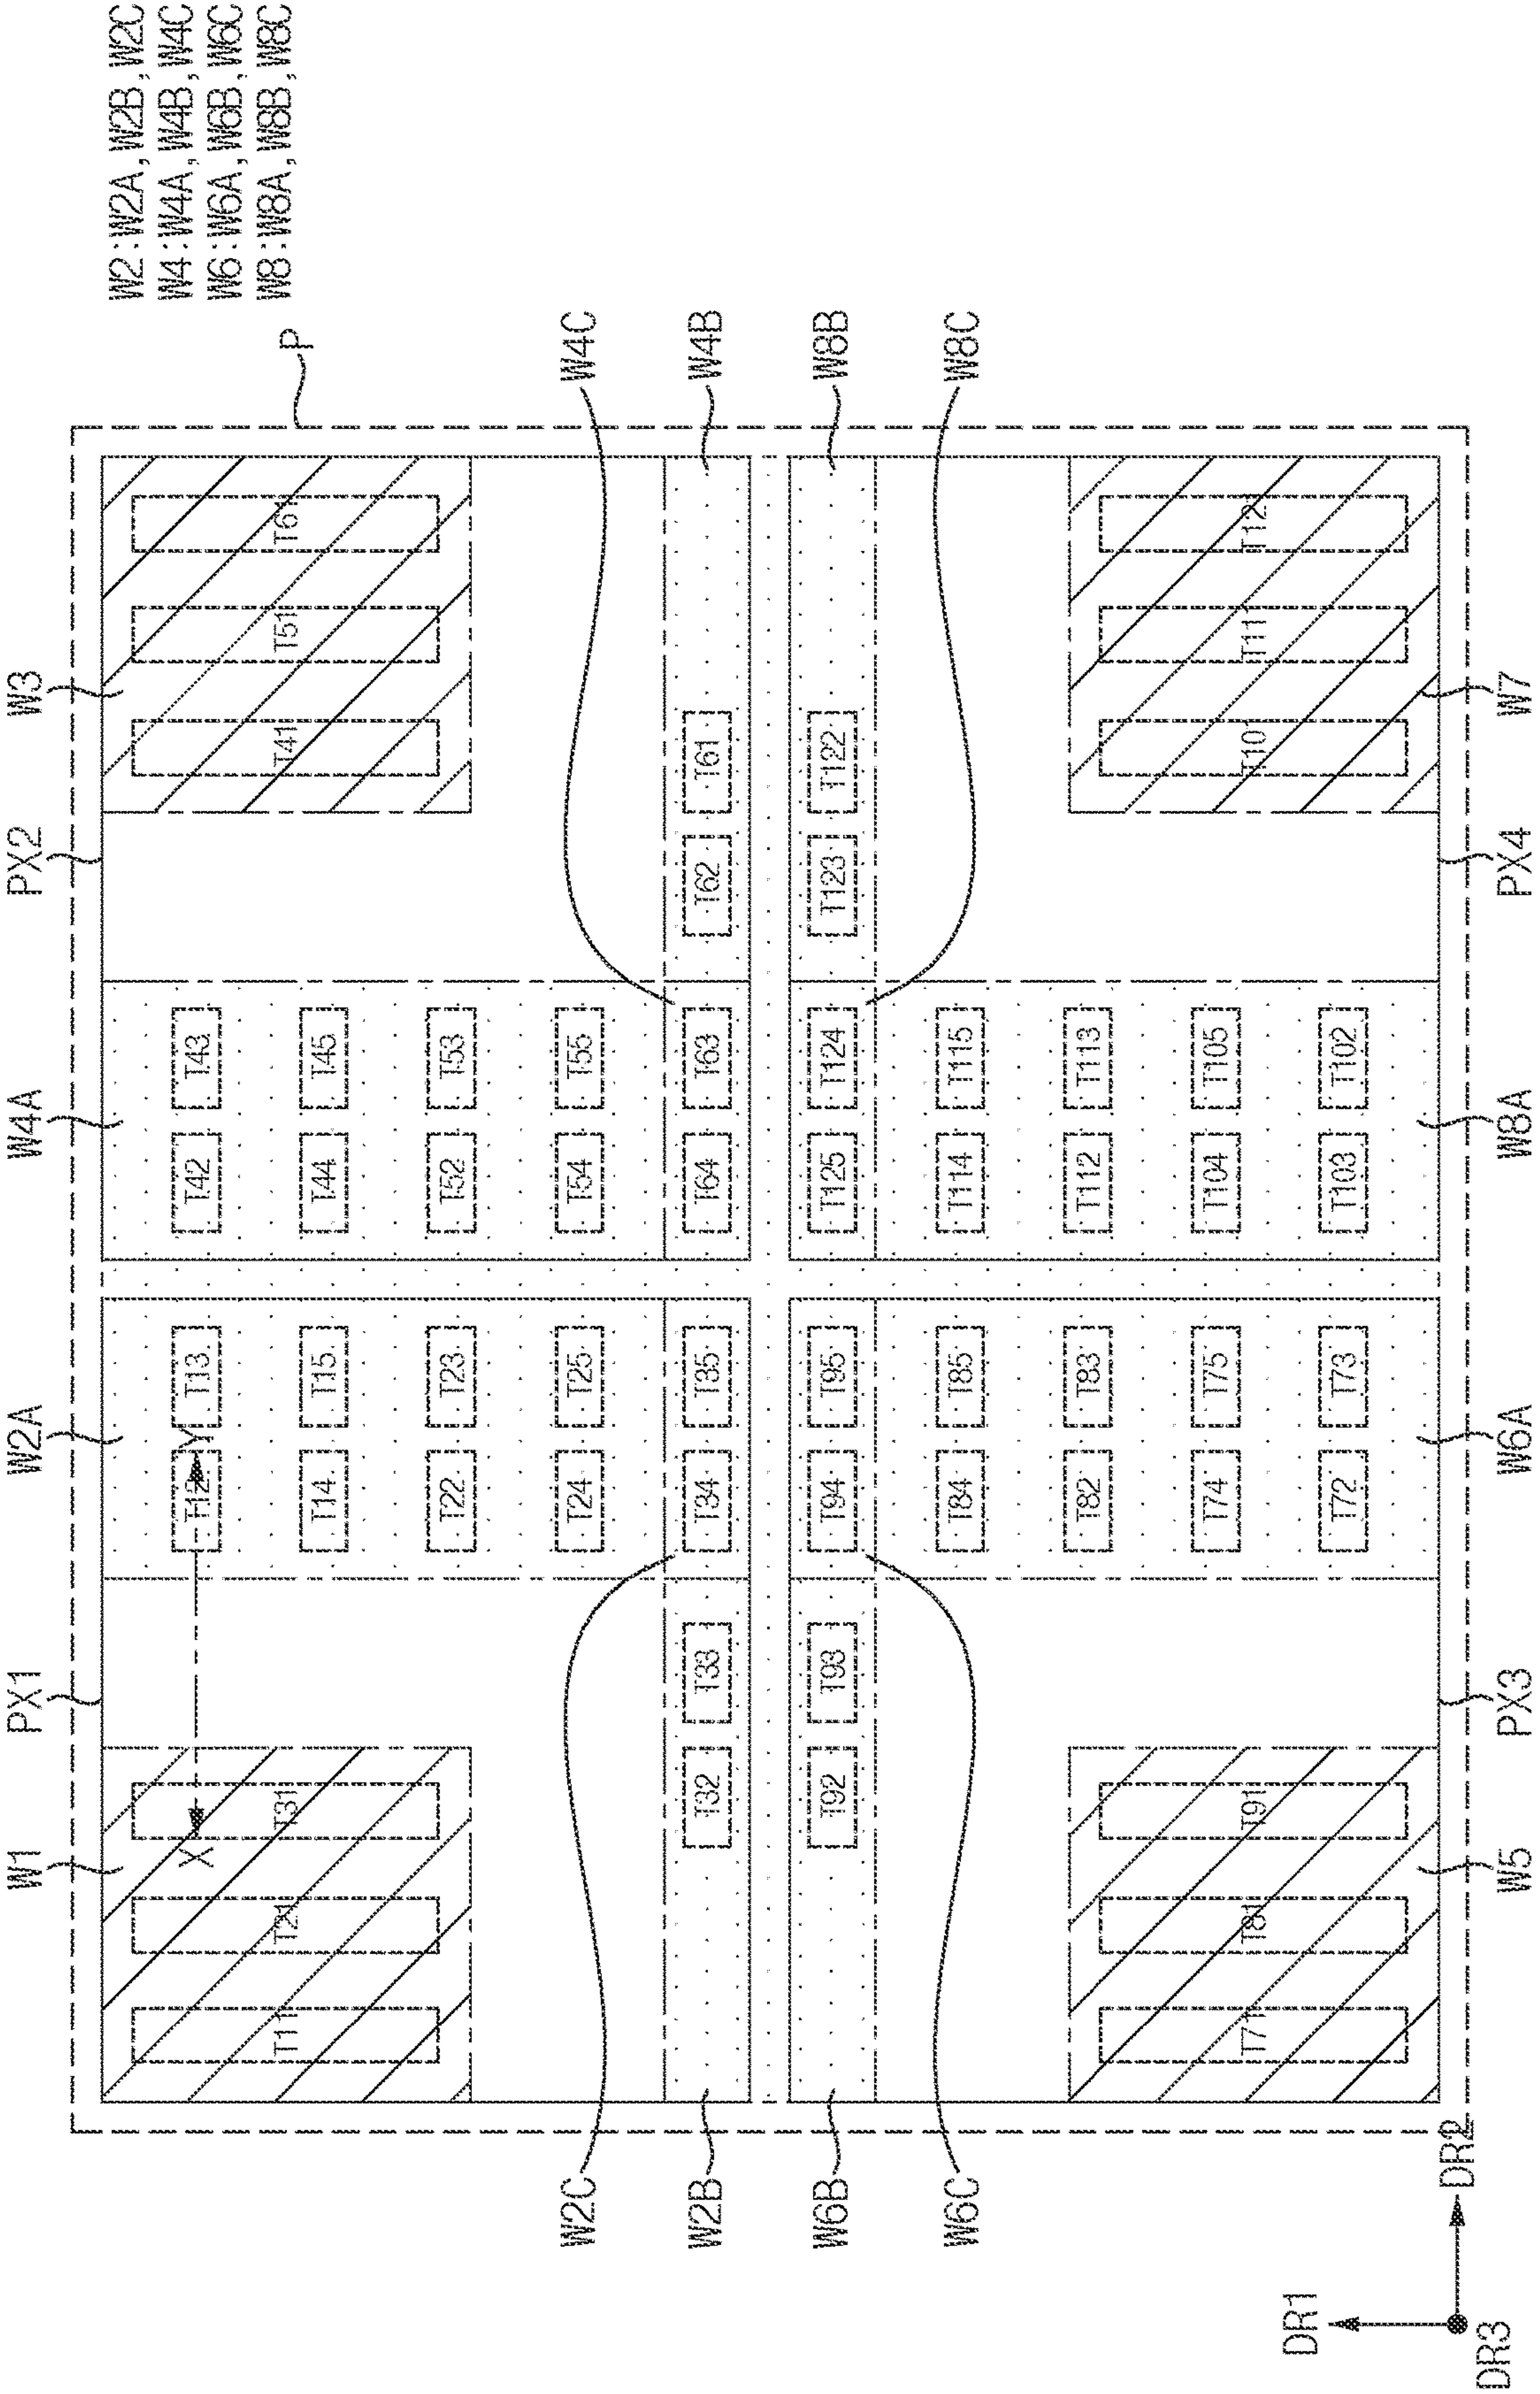 W2:W2A,W2B,W2C
W4:W4A,W4B,W4C
W6:W6A,W6B,W6C
W8:W8A,W8B,W8C
W1 PX1 W2A W4A PX2 W3
P
X T12 Y T13 T42 T43
T11 T21 T31 T41 T51 T61
T14 T15 T44 T45
T22 T23 T52 T53
W2C T24 T25 T54 T55 W4C
W2B T32 T33 T34 T35 T64 T63 T62 T61 W4B
W6B T92 T93 T94 T95 T125 T124 T123 T122 W8B
W6C T84 T85 T114 T115 W8C
T82 T83 T112 T113
T74 T75 T104 T105
T71 T81 T91 T101 T111 T121
T72 T73 T103 T102
W5 PX3 W6A W8A PX4 W7
DR1
DR2
DR3